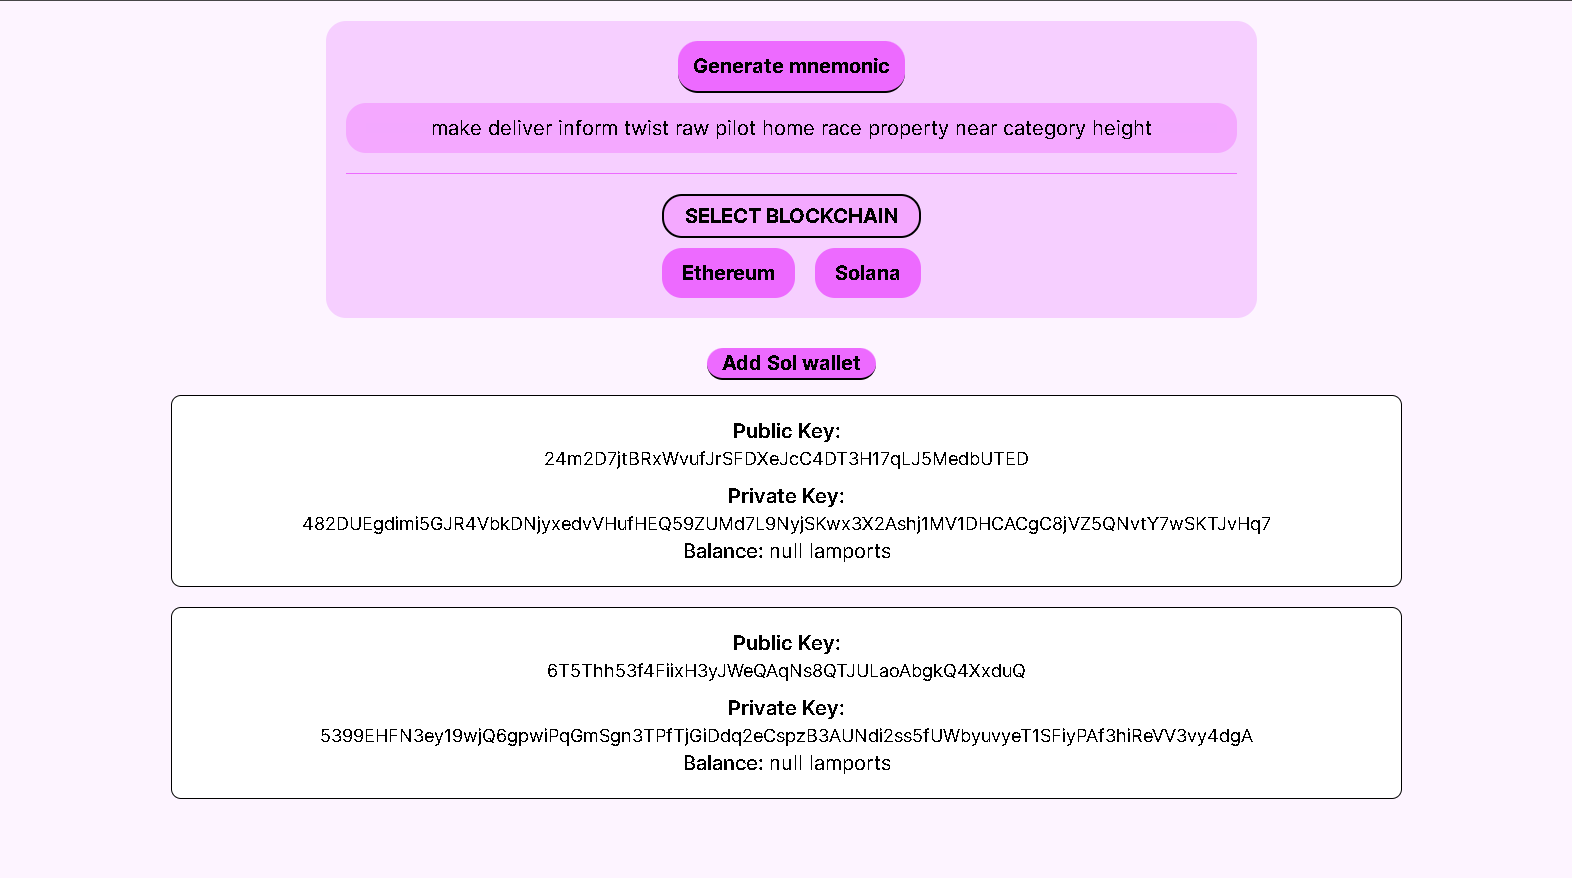 Generate mnemonic
make deliver inform twist raw pilot home race property near category height
SELECT BLOCKCHAIN
Ethereum Solana
Add Sol wallet
Public Key:
24m2D7jtBRxWvufJrSFDXeJcC4DT3H17qLJ5MedbUTED
Private Key:
482DUEgdimi5GJR4VbkDNjyxedvVHufHEQ59ZUMd7L9NyjSKwx3X2Ashj1MV1DHCACgC8jVZ5QNvtY7wSKTJvHq7
Balance: null lamports
Public Key:
6T5Thh53f4FiixH3yJWeQAqNs8QTJULaoAbgkQ4XxduQ
Private Key:
5399EHFN3ey19wjQ6gpwiPqGmSgn3TPfTjGiDdq2eCspzB3AUNdi2ss5fUWbyuvyeT1SFiyPAf3hiReVV3vy4dgA
Balance: null lamports